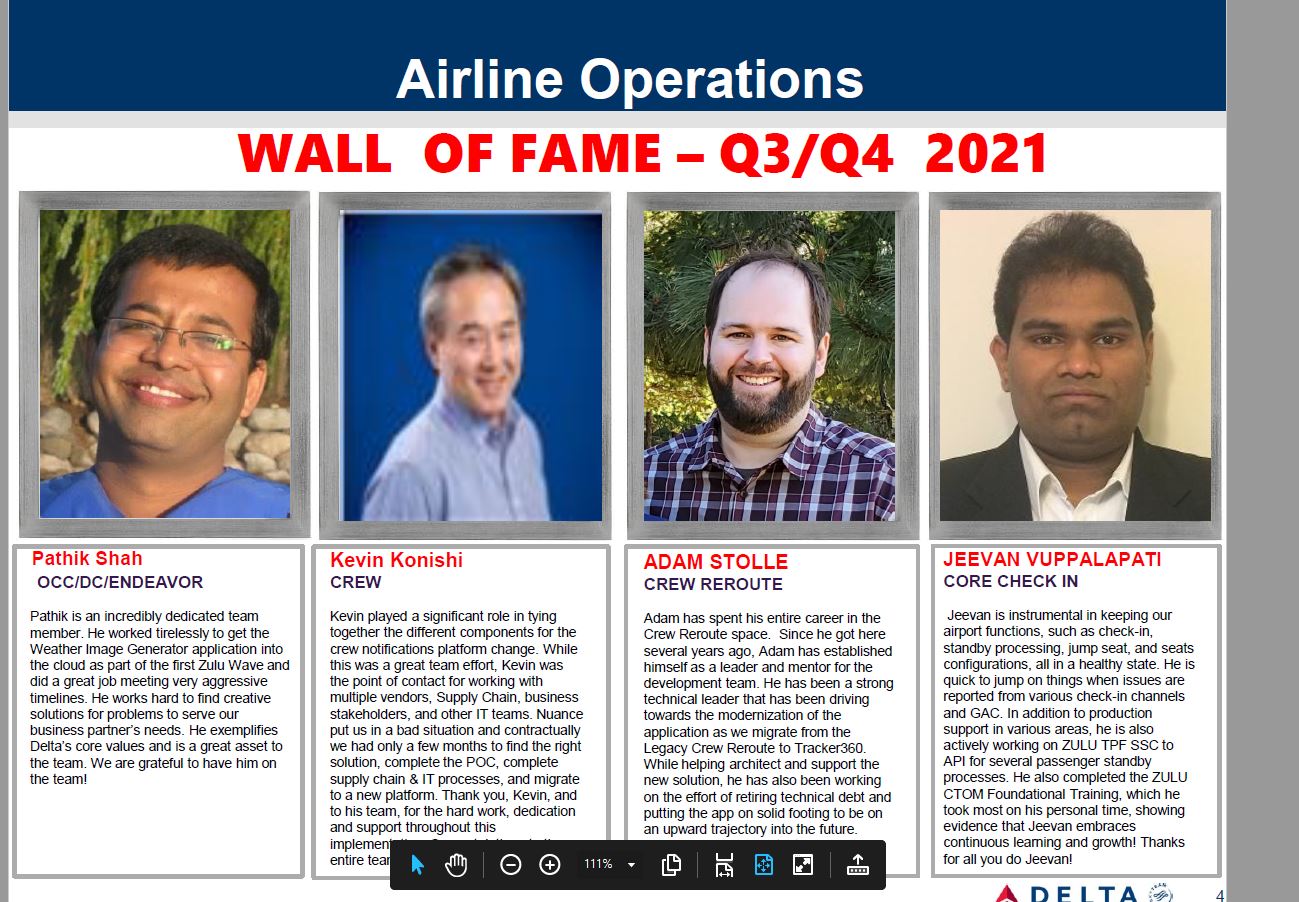 Airline Operations
WALL OF FAME – Q3/Q4 2021
Pathik Shah
OCC/DC/ENDEAVOR
Pathik is an incredibly dedicated team
member. He worked tirelessly to get the
Weather Image Generator application into
the cloud as part of the first Zulu Wave and
did a great job meeting very aggressive
timelines. He works hard to find creative
solutions for problems to serve our
business partner's needs. He exemplifies
Delta's core values and is a great asset to
the team. We are grateful to have him on
the team!
Kevin Konishi
CREW
Kevin played a significant role in tying
together the different components for the
crew notifications platform change. While
this was a great team effort, Kevin was
the point of contact for working with
multiple vendors, Supply Chain, business
stakeholders, and other IT teams. Nuance
put us in a bad situation and contractually
we had only a few months to find the right
solution, complete the POC, complete
supply chain & IT processes, and migrate
to a new platform. Thank you, Kevin, and
to his team, for the hard work, dedication
and support throughout this
entire
ADAM STOLLE
CREW REROUTE
Adam has spent his entire career in the
Crew Reroute space. Since he got here
several years ago, Adam has established
himself as a leader and mentor for the
development team. He has been a strong
technical leader that has been driving
towards the modernization of the
application as we migrate from the
Legacy Crew Reroute to Tracker360.
While helping architect and support the
new solution, he has also been working
on the effort of retiring technical debt and
putting the app on solid footing to be on
an upward trajectory into the future.
JEEVAN VUPPALAPATI
CORE CHECK IN
Jeevan is instrumental in keeping our
airport functions, such as check-in,
standby processing, jump seat, and seats
configurations, all in a healthy state. He is
quick to jump on things when issues are
reported from various check-in channels
and GAC. In addition to production
support in various areas, he is also
actively working on ZULU TPF SSC to
API for several passenger standby
processes. He also completed the ZULU
CTOM Foundational Training, which he
took most on his personal time, showing
evidence that Jeevan embraces
continuous learning and growth! Thanks
for all you do Jeevan!
111%
DELTA
4